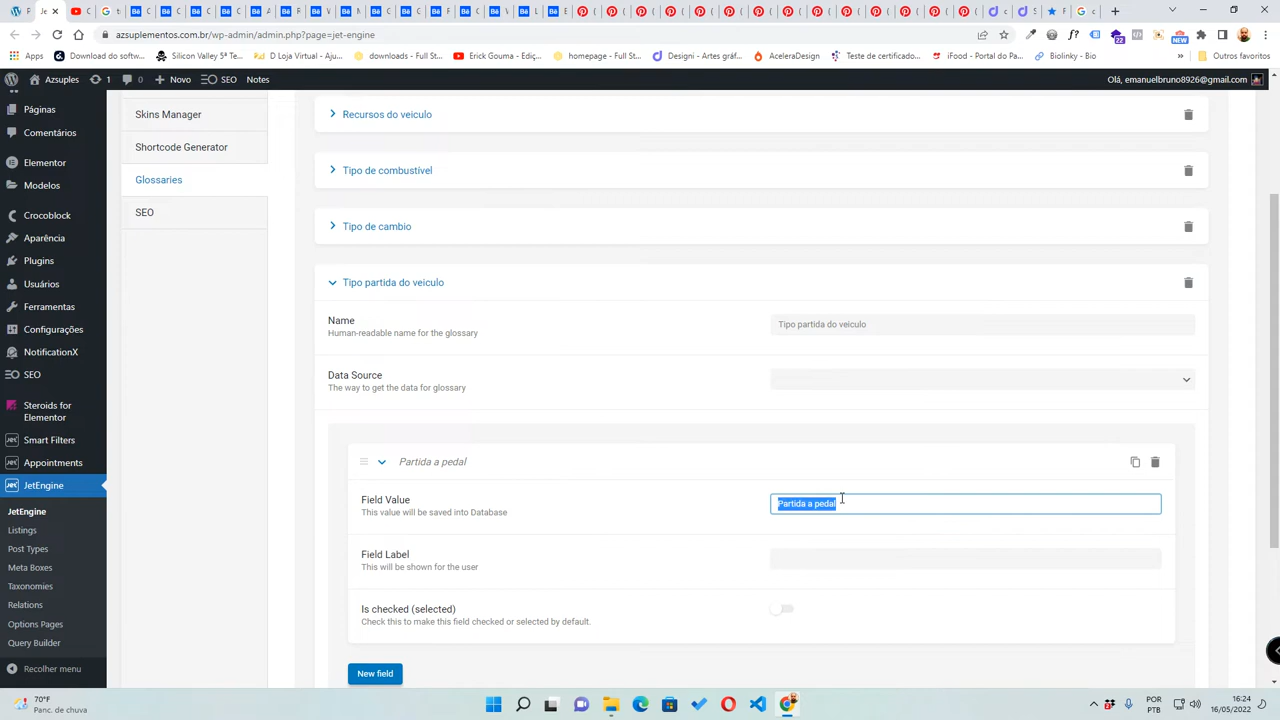 azsuplementos.com.br/wp-admin/admin.php?page=jet-engine
Apps
Download do softw...
Silicon Valley 5ª Te...
D Loja Virtual - Aju...
downloads – Full St...
Erick Gouma - Ediç...
homepage – Full St...
Designi - Artes gráf...
AceleraDesign
Teste de certificado...
iFood - Portal do Pa...
Biolinky - Bio
Outros favoritos
Azsuples
1
0
Novo
SEO
Notes
Olá, emanuelbruno8926@gmail.com
Páginas
Comentários
Elementor
Modelos
Crocoblock
Aparência
Plugins
Usuários
Ferramentas
Configurações
NotificationX
SEO
Steroids for
Elementor
Smart Filters
Appointments
JetEngine
JetEngine
Listings
Post Types
Meta Boxes
Taxonomies
Relations
Options Pages
Query Builder
Recolher menu
Skins Manager
Shortcode Generator
Glossaries
SEO
Recursos do veiculo
Tipo de combustível
Tipo de cambio
Tipo partida do veiculo
Name
Human-readable name for the glossary
Tipo partida do veiculo
Data Source
The way to get the data for glossary
Partida a pedal
Field Value
This value will be saved into Database
Partida a pedal
Field Label
This will be shown for the user
Is checked (selected)
Check this to make this field checked or selected by default.
New field
70°F
Panc. de chuva
POR
PTB
16:24
16/05/2022